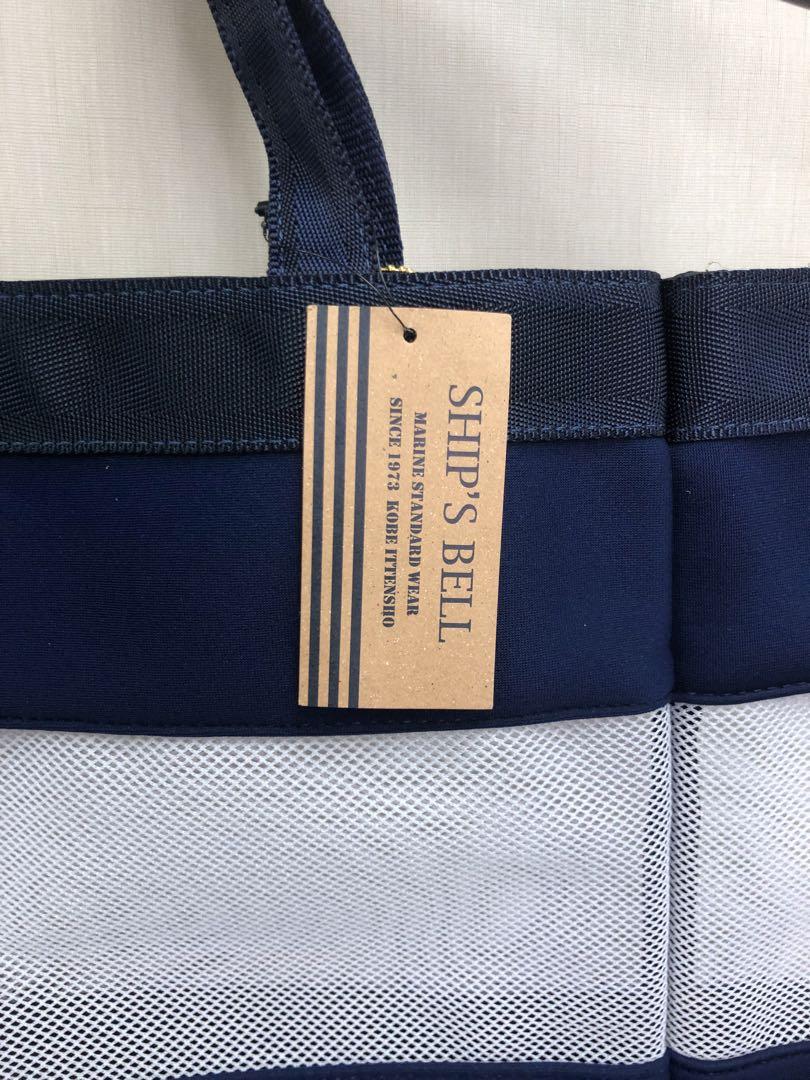 SHIP'S BELL
MARINE STANDARD WEAR
SINCE 1973 KOBE ITTENSHO